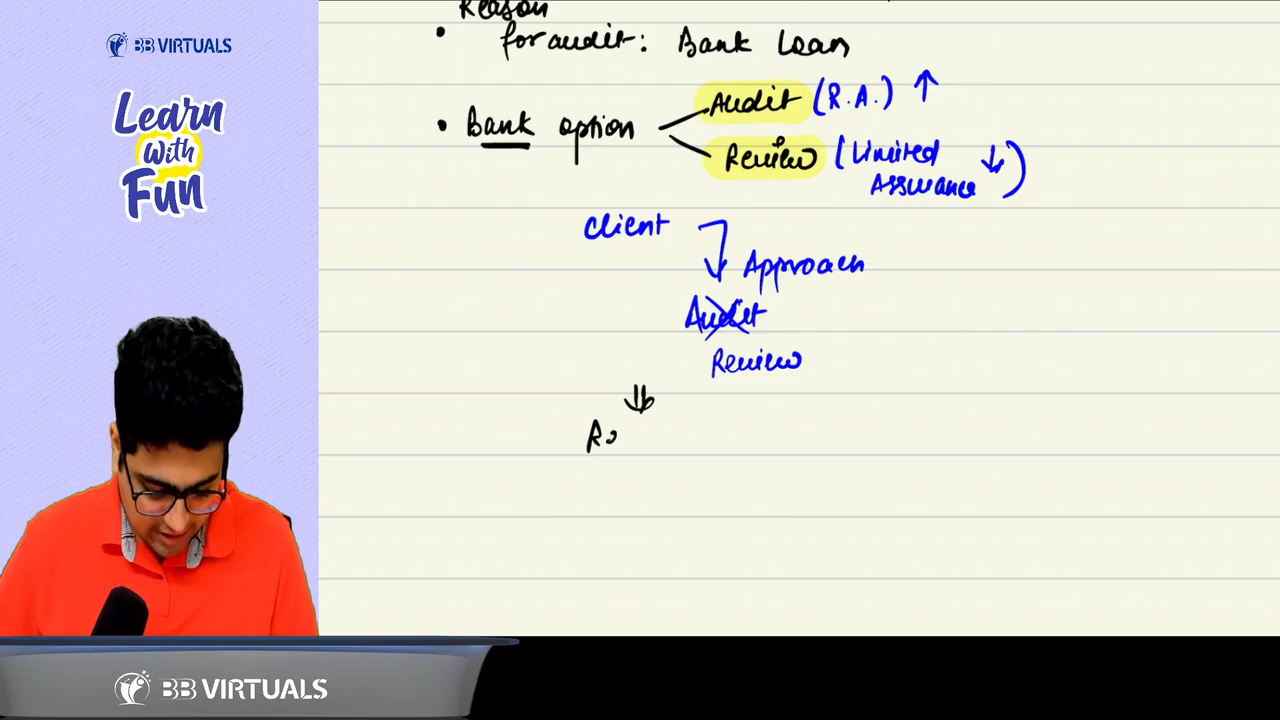 BB VIRTUALS
Learn
With
Fun
Reason
• for audit: Bank Loan
• Bank option
Audit (R.A.) ↑
Review (Limited Assurance ↓)
Client
Approach
Audit
Review
BB VIRTUALS